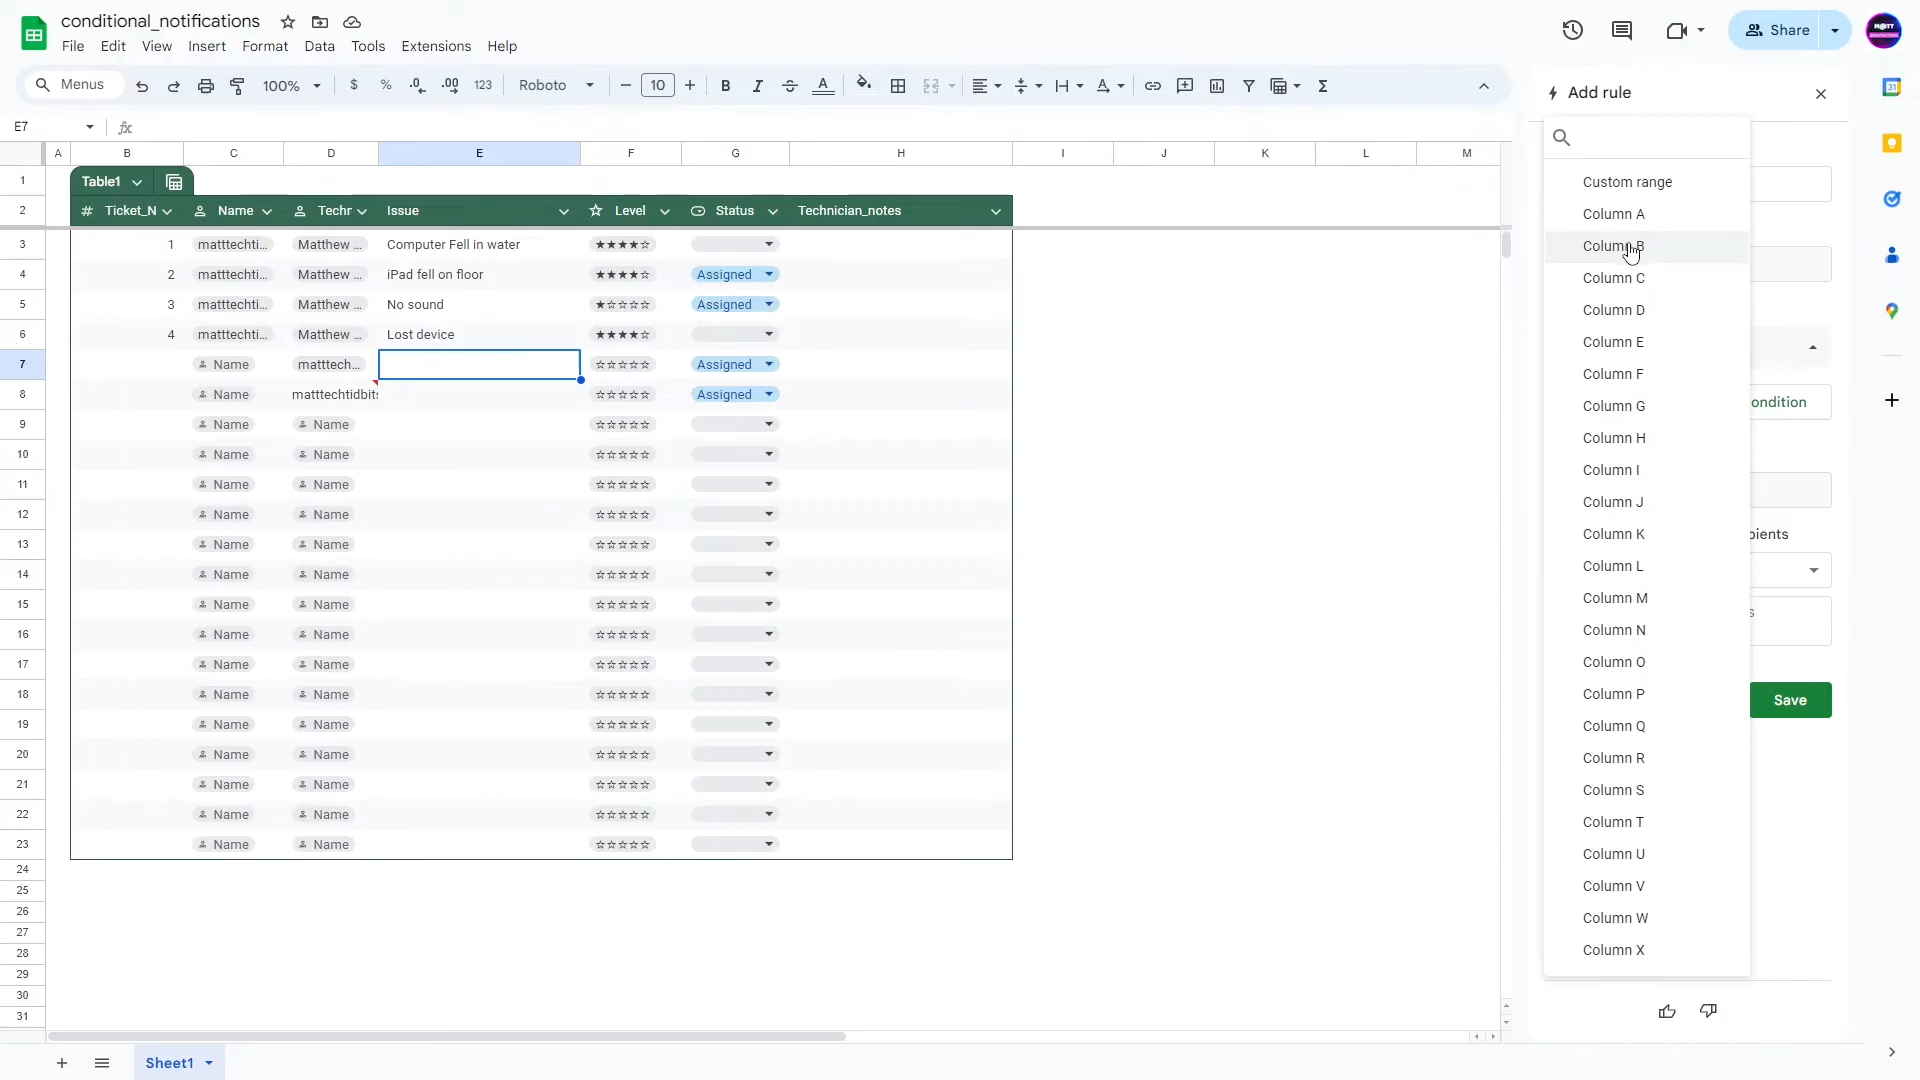 conditional_notifications
File Edit View Insert Format Data Tools Extensions Help
Share
Menus 100% $ % .0 .00 123 Roboto 10 B I A Σ
E7 fx
Add rule
A B C D E F G H I J K L M
1 Table1
2 # Ticket_N Name Techr Issue Level Status Technician_notes
3 1 matttechti... Matthew ... Computer Fell in water ★★★★☆
4 2 matttechti... Matthew ... iPad fell on floor ★★★★☆ Assigned
5 3 matttechti... Matthew ... No sound ★☆☆☆☆ Assigned
6 4 matttechti... Matthew ... Lost device ★★★★☆
7 Name matttech... ☆☆☆☆☆ Assigned
8 Name matttechtidbits ☆☆☆☆☆ Assigned
9 Name Name ☆☆☆☆☆
10 Name Name ☆☆☆☆☆
11 Name Name ☆☆☆☆☆
12 Name Name ☆☆☆☆☆
13 Name Name ☆☆☆☆☆
14 Name Name ☆☆☆☆☆
15 Name Name ☆☆☆☆☆
16 Name Name ☆☆☆☆☆
17 Name Name ☆☆☆☆☆
18 Name Name ☆☆☆☆☆
19 Name Name ☆☆☆☆☆
20 Name Name ☆☆☆☆☆
21 Name Name ☆☆☆☆☆
22 Name Name ☆☆☆☆☆
23 Name Name ☆☆☆☆☆
24
25
26
27
28
29
30
31
Custom range
Column A
Column B
Column C
Column D
Column E
Column F
Column G
Column H
Column I
Column J
Column K
Column L
Column M
Column N
Column O
Column P
Column Q
Column R
Column S
Column T
Column U
Column V
Column W
Column X
ondition
pients
s
Save
31
Sheet1